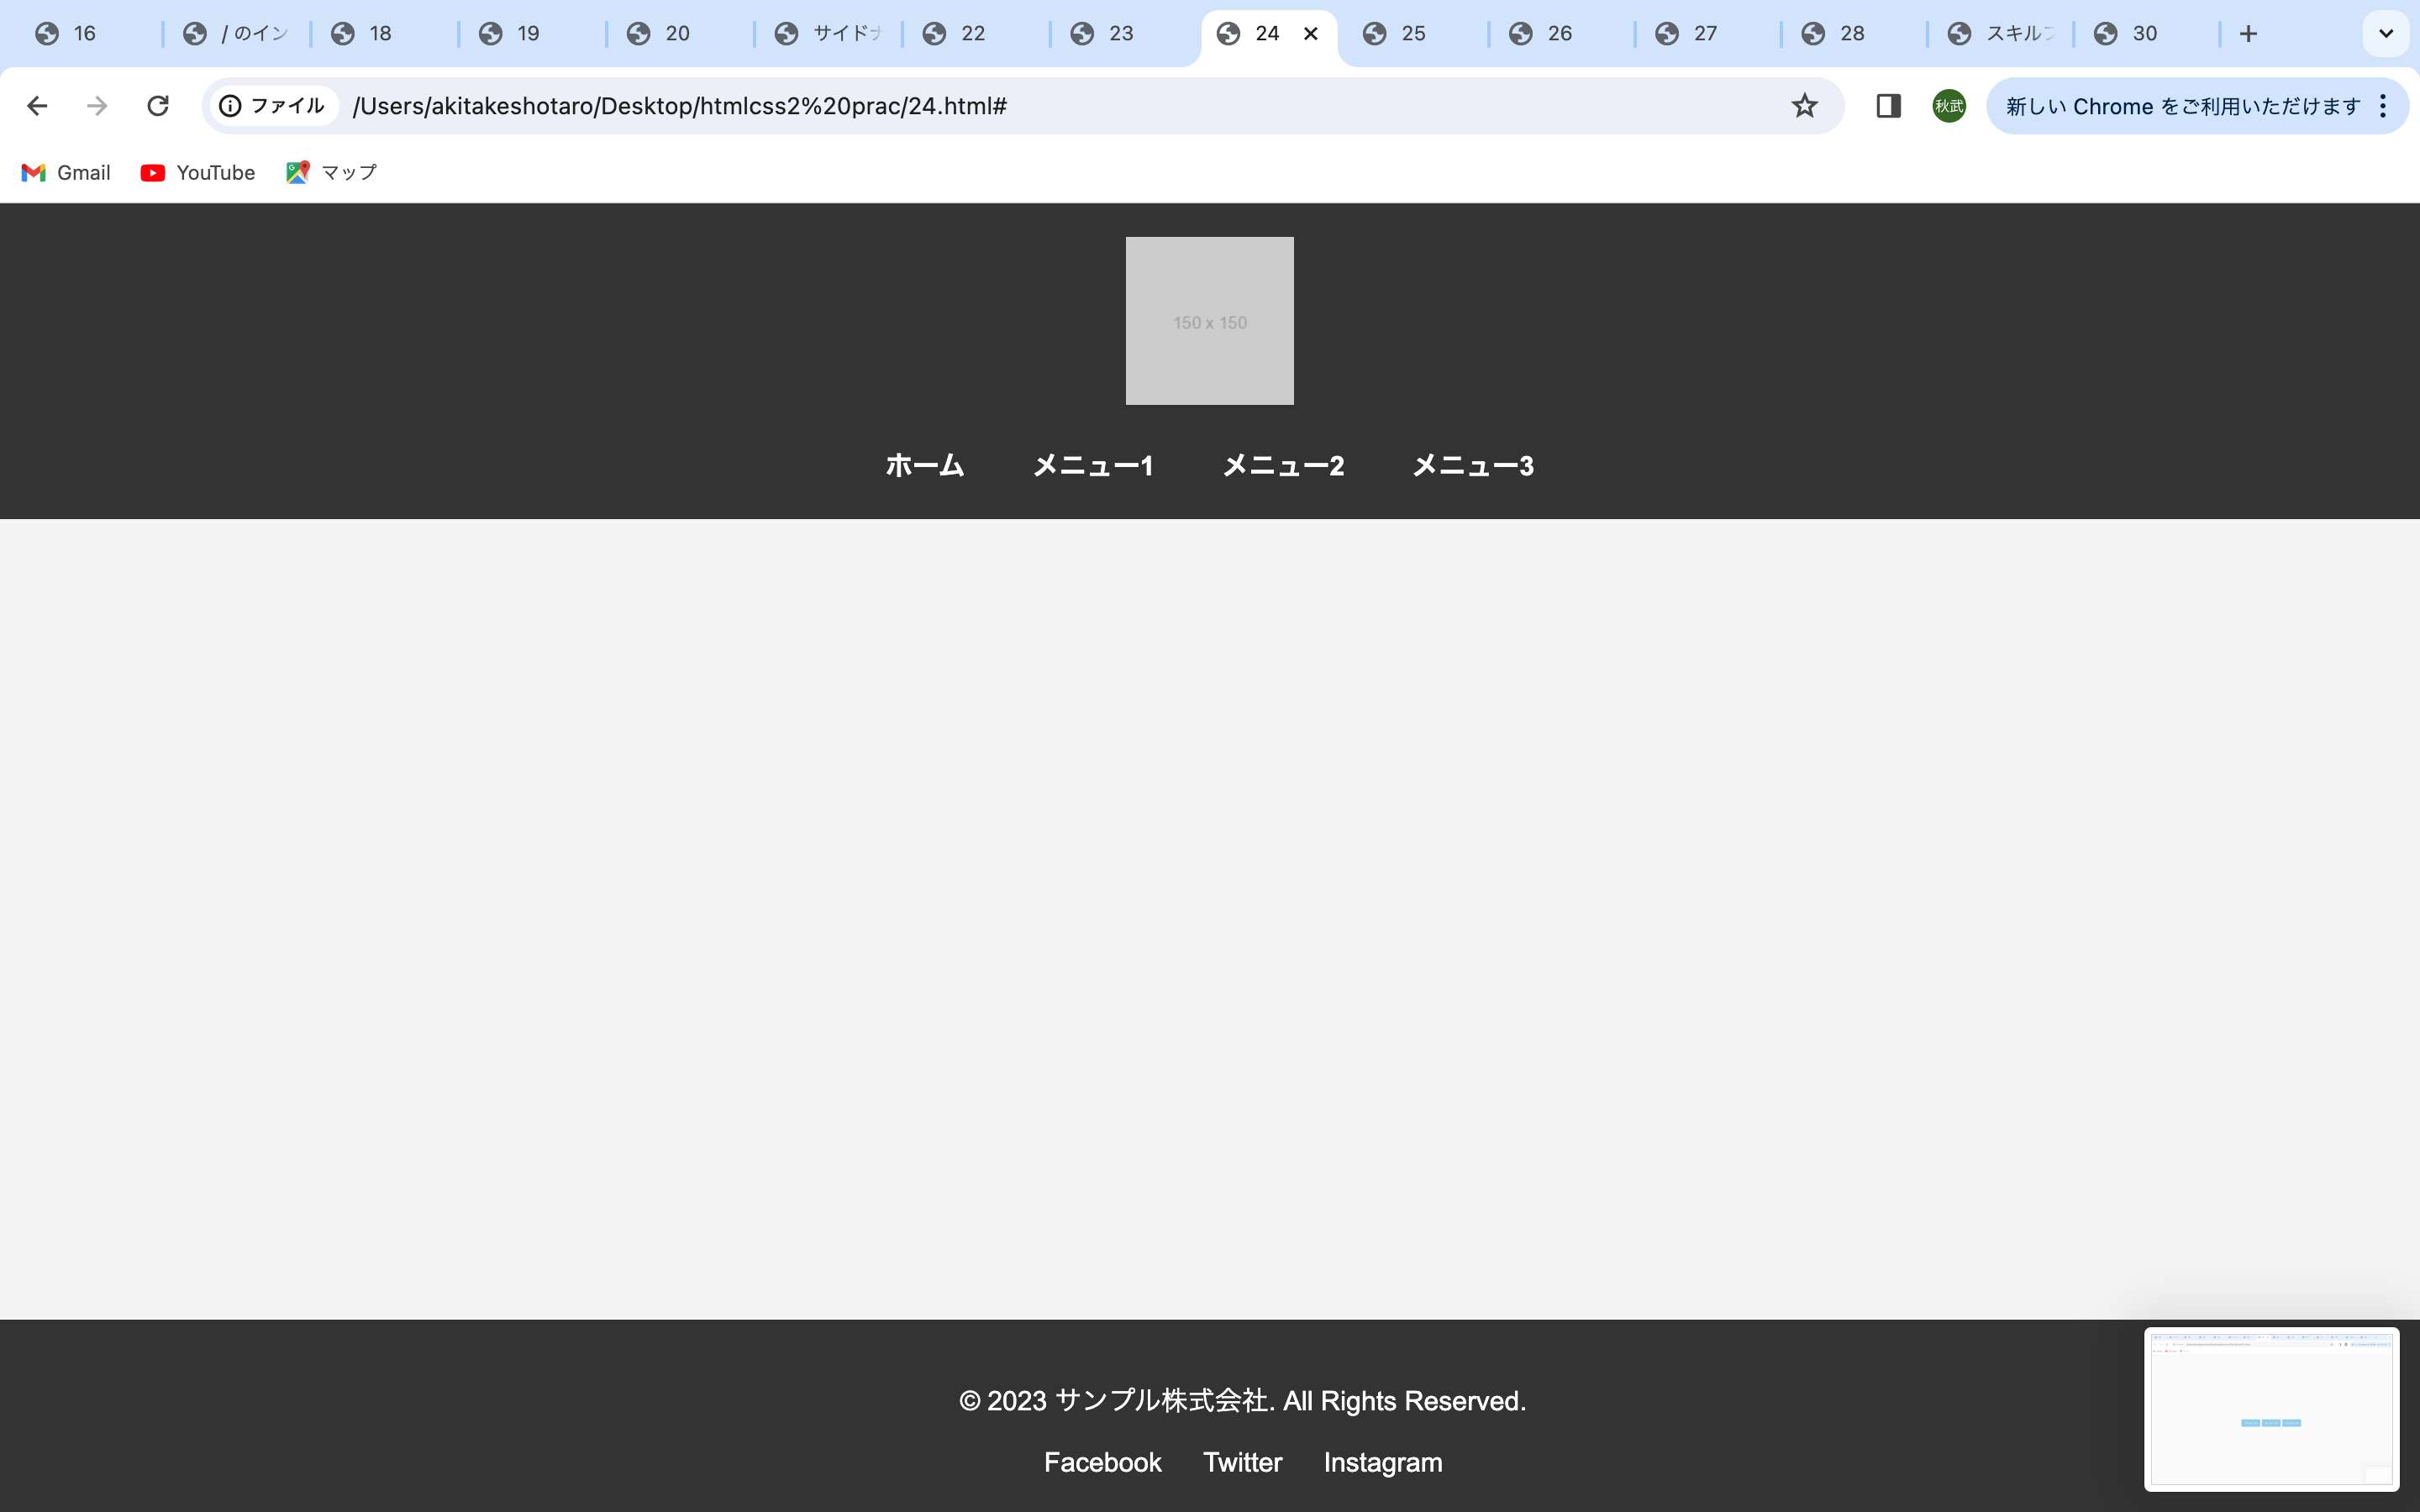 16 / のイン 18 19 20 サイド 22 23 24 25 26 27 28 スキル 30
ファイル /Users/akitakeshotaro/Desktop/htmlcss2%20prac/24.html# 秋武 新しい Chrome をご利用いただけます
Gmail YouTube マップ
150 x 150
ホーム メニュー1 メニュー2 メニュー3
© 2023 サンプル株式会社. All Rights Reserved.
Facebook Twitter Instagram